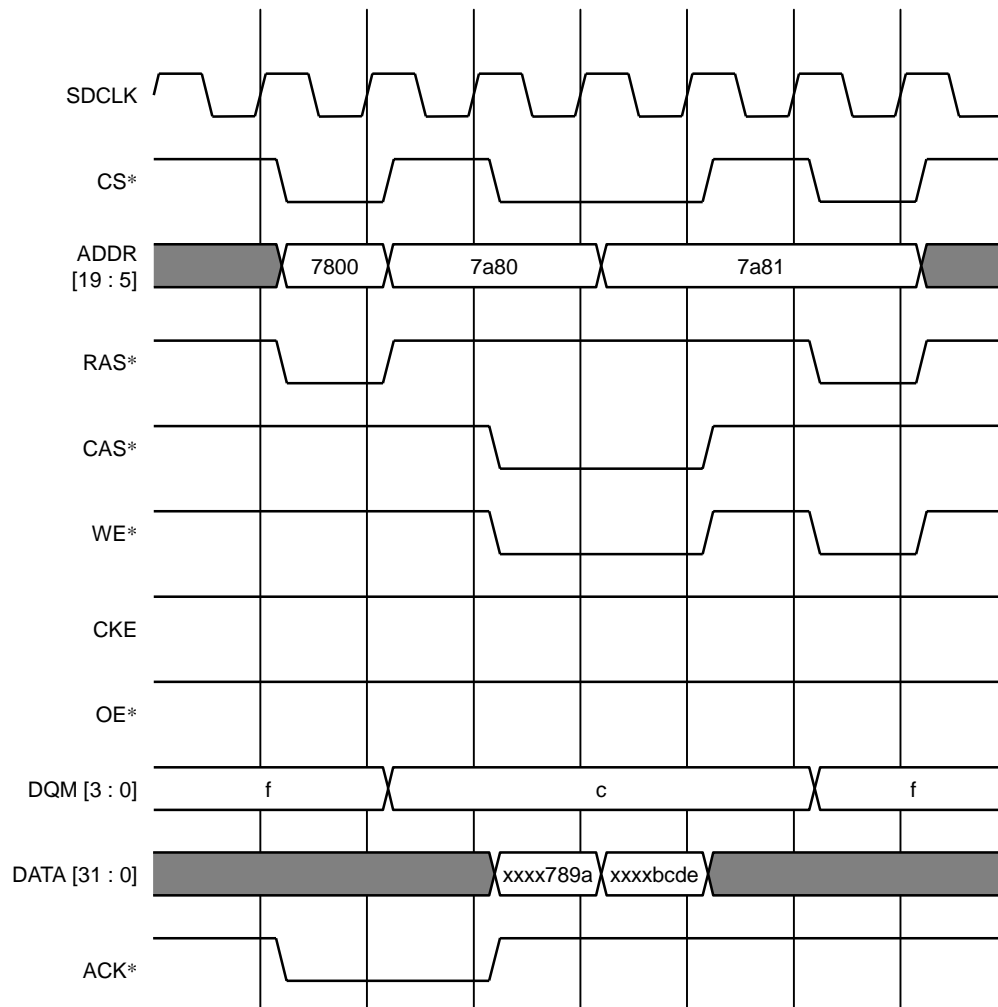 SDCLK
CS*
ADDR
[19 : 5]
7800
7a80
7a81
RAS*
CAS*
WE*
CKE
OE*
DQM [3 : 0]
f
c
f
DATA [31 : 0]
xxxx789a
xxxxbcde
ACK*